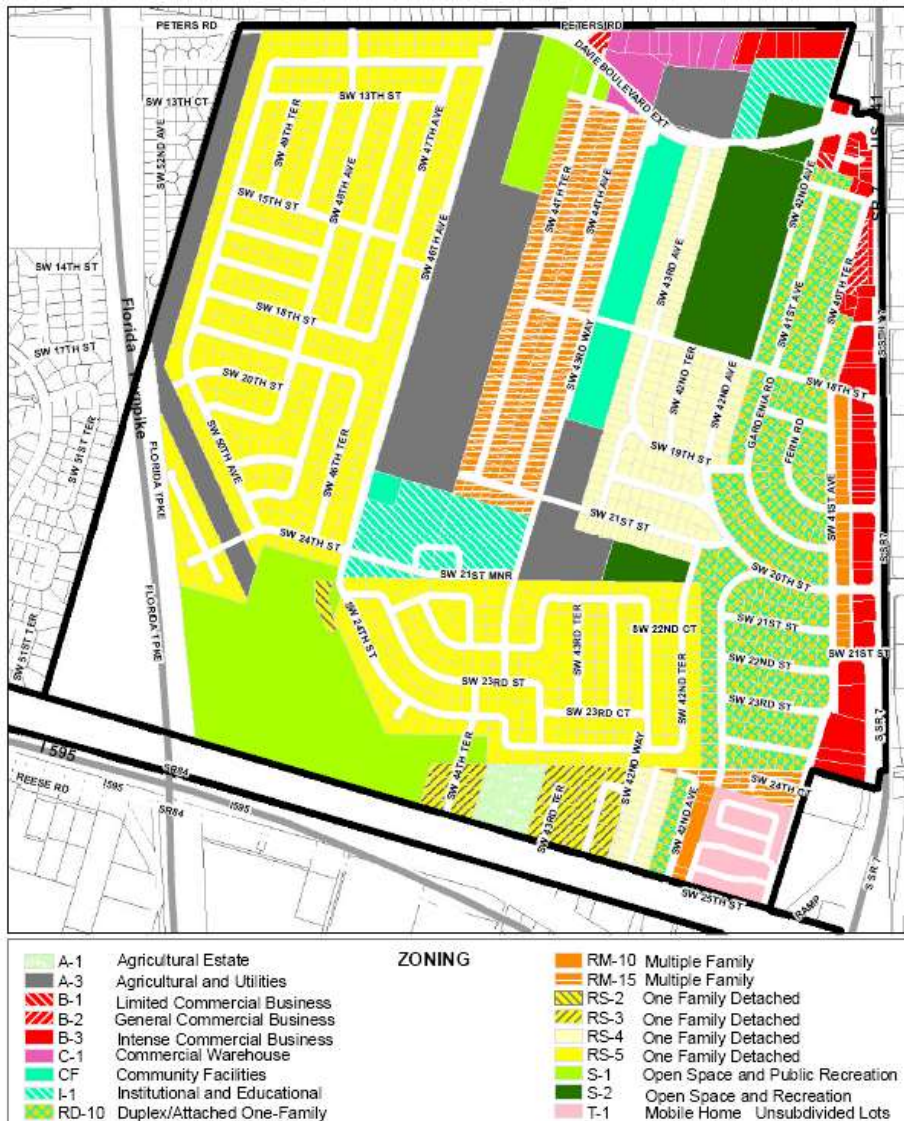 PETERS RD
PETERS RD
DAVIE BOULEVARD EXT
SW 13TH CT
SW 13TH ST
SW 52ND AVE
SW 49TH TER
SW 48TH AVE
SW 47TH AVE
SW 44TH TER
SW 44TH AVE
SW 42ND AVE
SW 15TH ST
SW 46TH AVE
SW 43RD AVE
SW 41ST AVE
SW 40TH TER
SW 14TH ST
SW 18TH ST
SW 43RD WAY
SW 17TH ST
Florida
SW 20TH ST
SW 42ND TER
SW 42ND AVE
SW 18TH ST
GARDENIA RD
FERN RD
SW 51ST TER
FLORIDA TPKE
SW 50TH AVE
SW 46TH TER
SW 19TH ST
SW 41ST AVE
SW 21ST ST
SW 24TH ST
SW 21ST MNR
SW 20TH ST
S SR 7
FLORIDA TPKE
SW 51ST TER
SW 24TH ST
SW 43RD TER
SW 22ND CT
SW 21ST ST
SW 22ND ST
SW 21ST ST
SW 23RD ST
SW 42ND TER
SW 23RD CT
SW 23RD ST
S SR 7
I 595
SW 44TH TER
SW 42ND WAY
SW 24TH CT
REESE RD
I595
SR84
SR84
I595
SW 43RD TER
SW 42ND AVE
SW 25TH ST
RAMP
S SR 7
ZONING
A-1 Agricultural Estate
A-3 Agricultural and Utilities
B-1 Limited Commercial Business
B-2 General Commercial Business
B-3 Intense Commercial Business
C-1 Commercial Warehouse
CF Community Facilities
I-1 Institutional and Educational
RD-10 Duplex/Attached One-Family
RM-10 Multiple Family
RM-15 Multiple Family
RS-2 One Family Detached
RS-3 One Family Detached
RS-4 One Family Detached
RS-5 One Family Detached
S-1 Open Space and Public Recreation
S-2 Open Space and Recreation
T-1 Mobile Home Unsubdivided Lots